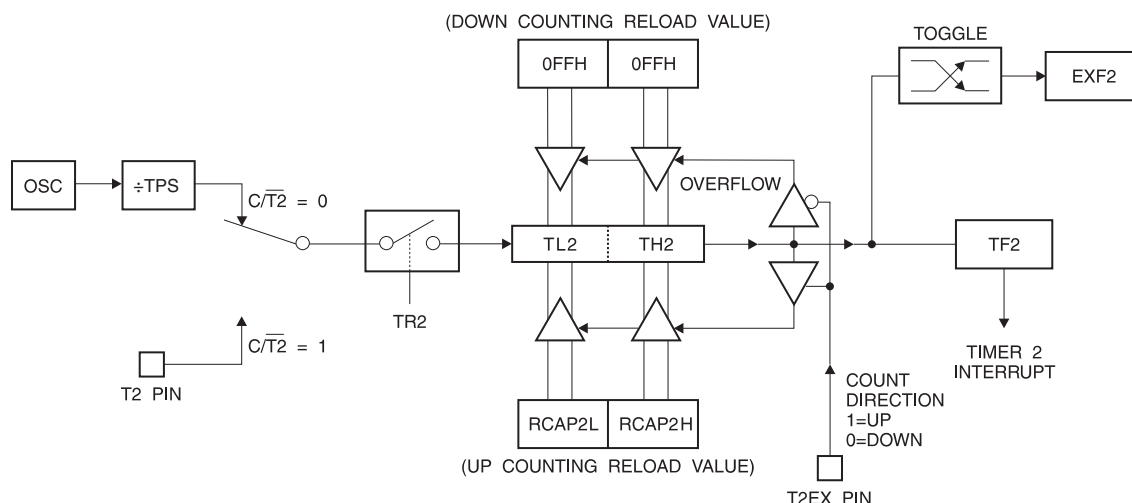 (DOWN COUNTING RELOAD VALUE)
TOGGLE
0FFH
0FFH
EXF2
OSC
÷TPS
OVERFLOW
C/T2̅ = 0
TL2
TH2
TF2
TR2
C/T2̅ = 1
T2 PIN
TIMER 2
INTERRUPT
COUNT
DIRECTION
1=UP
0=DOWN
RCAP2L
RCAP2H
(UP COUNTING RELOAD VALUE)
T2EX PIN